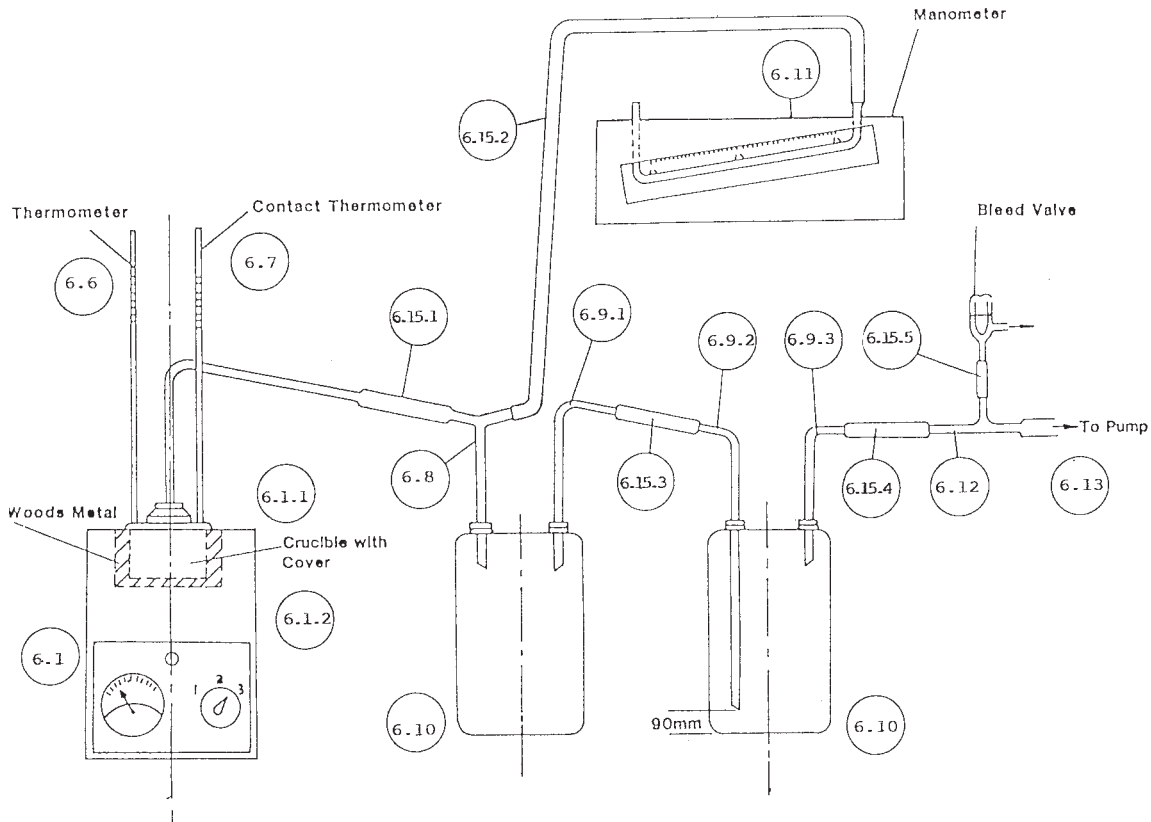 Manometer
6.11
6.15.2
Thermometer
Contact Thermometer
Bleed Valve
6.6
6.7
6.15.1
6.9.1
6.9.2
6.9.3
6.15.5
To Pump
6.8
6.15.3
6.15.4
6.12
6.13
6.1.1
Woods Metal
Crucible with
Cover
6.1.2
6.1
1 2 3
6.10
90mm
6.10